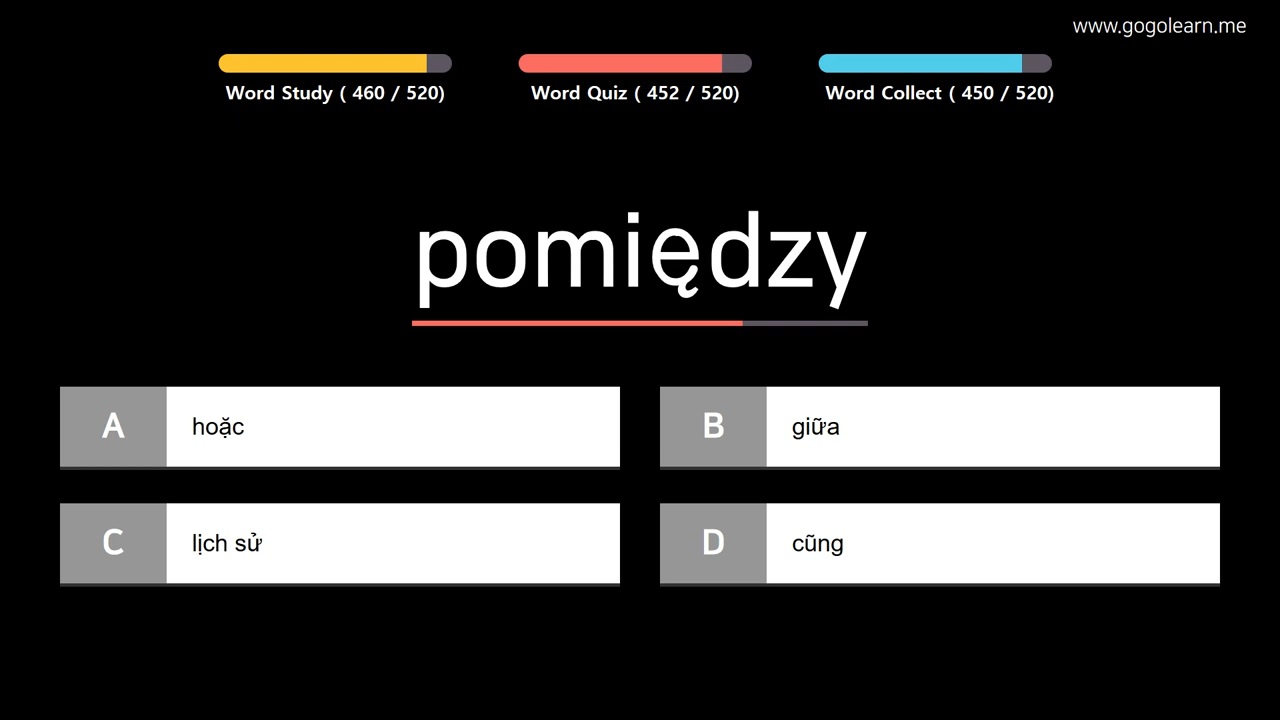 www.gogolearn.me
Word Study ( 460 / 520)
Word Quiz ( 452 / 520)
Word Collect ( 450 / 520)
pomiędzy
A hoặc
B giữa
C lịch sử
D cũng